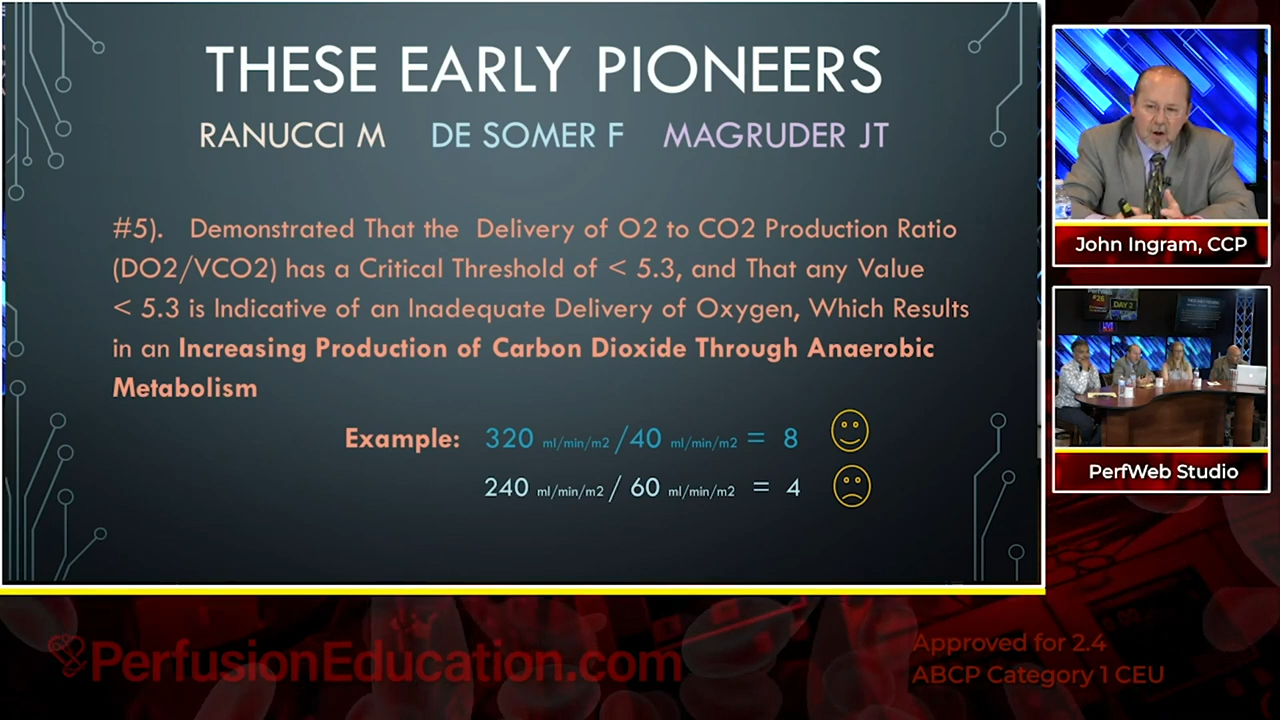 THESE EARLY PIONEERS
RANUCCI M DE SOMER F MAGRUDER JT
#5). Demonstrated That the Delivery of O2 to CO2 Production Ratio
(DO2/VCO2) has a Critical Threshold of < 5.3, and That any Value
< 5.3 is Indicative of an Inadequate Delivery of Oxygen, Which Results
in an Increasing Production of Carbon Dioxide Through Anaerobic
Metabolism
Example: 320 ml/min/m2 /40 ml/min/m2 = 8
240 ml/min/m2 / 60 ml/min/m2 = 4
John Ingram, CCP
DAY 2
PerfWeb Studio
PerfusionEducation.com
Approved for 2.4
ABCP Category 1 CEU